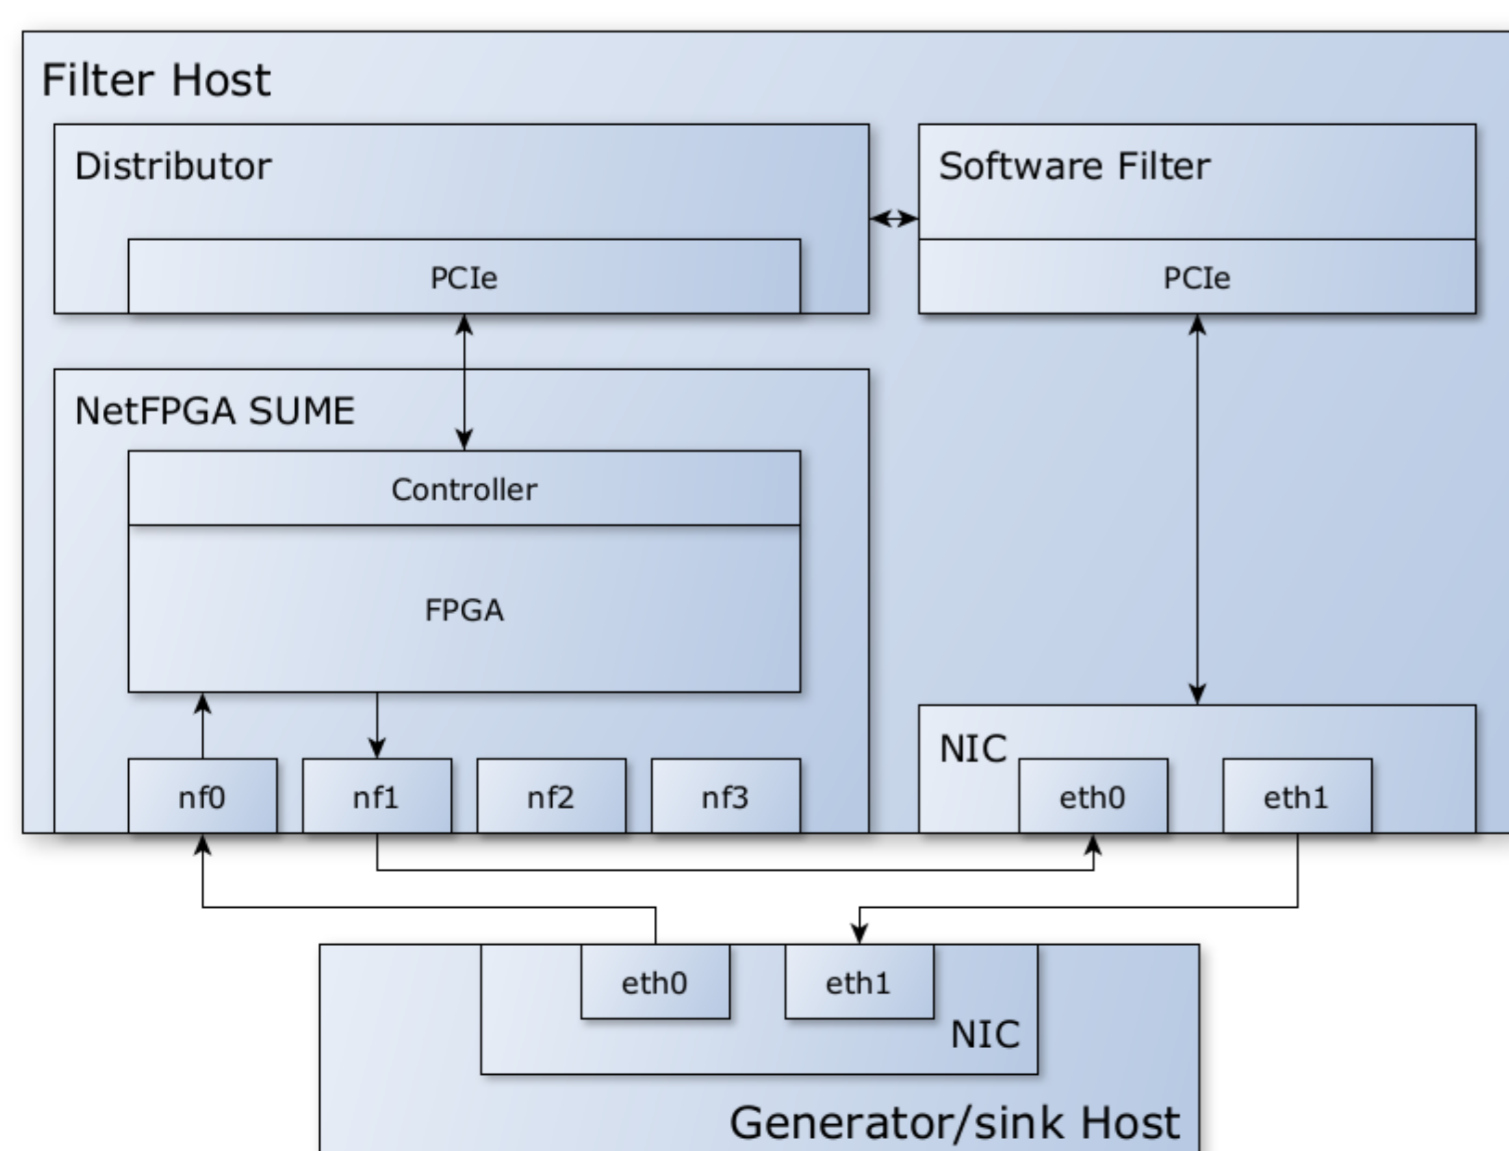 Filter Host
Distributor
Software Filter
PCIe
PCIe
NetFPGA SUME
Controller
FPGA
NIC
nf0
nf1
nf2
nf3
eth0
eth1
eth0
eth1
NIC
Generator/sink Host